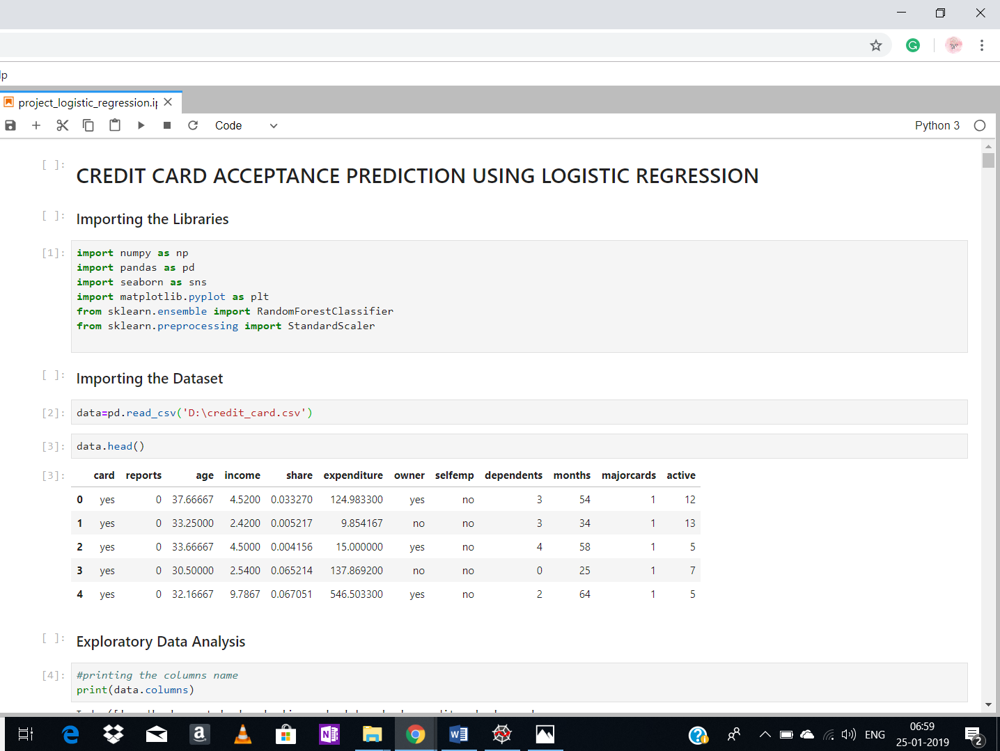 lp
project_logistic_regression.ip
Code
Python 3
[ ]:
CREDIT CARD ACCEPTANCE PREDICTION USING LOGISTIC REGRESSION
[ ]:
Importing the Libraries
[1]:
import numpy as np
import pandas as pd
import seaborn as sns
import matplotlib.pyplot as plt
from sklearn.ensemble import RandomForestClassifier
from sklearn.preprocessing import StandardScaler
[ ]:
Importing the Dataset
[2]: data=pd.read_csv('D:\credit_card.csv')
[3]: data.head()
[3]: card reports age income share expenditure owner selfemp dependents months majorcards active
0 yes 0 37.66667 4.5200 0.033270 124.983300 yes no 3 54 1 12
1 yes 0 33.25000 2.4200 0.005217 9.854167 no no 3 34 1 13
2 yes 0 33.66667 4.5000 0.004156 15.000000 yes no 4 58 1 5
3 yes 0 30.50000 2.5400 0.065214 137.869200 no no 0 25 1 7
4 yes 0 32.16667 9.7867 0.067051 546.503300 yes no 2 64 1 5
[ ]:
Exploratory Data Analysis
[4]: #printing the columns name
print(data.columns)
ENG
06:59
25-01-2019
2